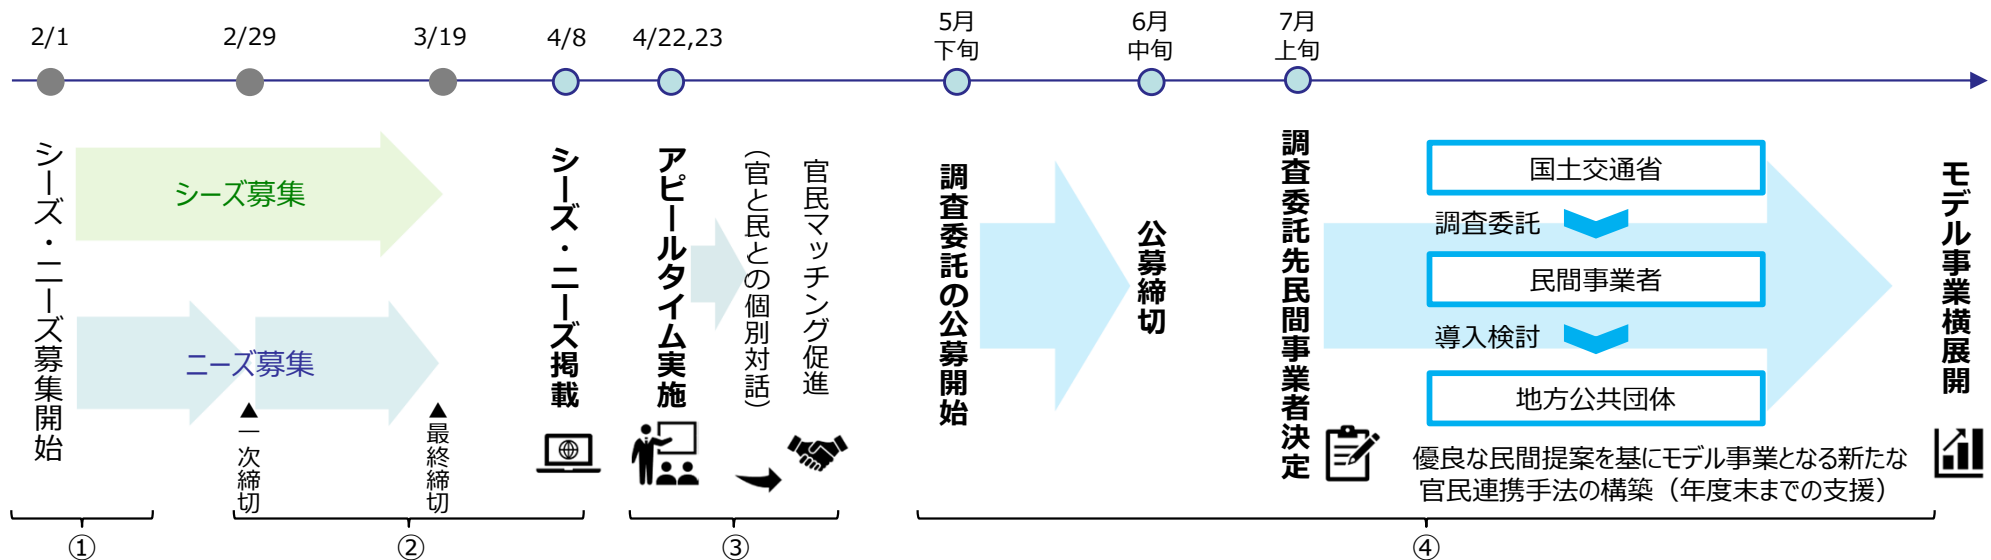 2/1
2/29
3/19
4/8
4/22,23
5月
下旬
6月
中旬
7月
上旬
シーズ・ニーズ募集開始
シーズ募集
ニーズ募集
▲一次締切
▲最終締切
シーズ・ニーズ掲載
アピールタイム実施
官民マッチング促進
（官と民との個別対話）
調査委託の公募開始
公募締切
調査委託先民間事業者決定
国土交通省
調査委託
民間事業者
導入検討
地方公共団体
優良な民間提案を基にモデル事業となる新たな
官民連携手法の構築（年度末までの支援）
モデル事業横展開
①
②
③
④